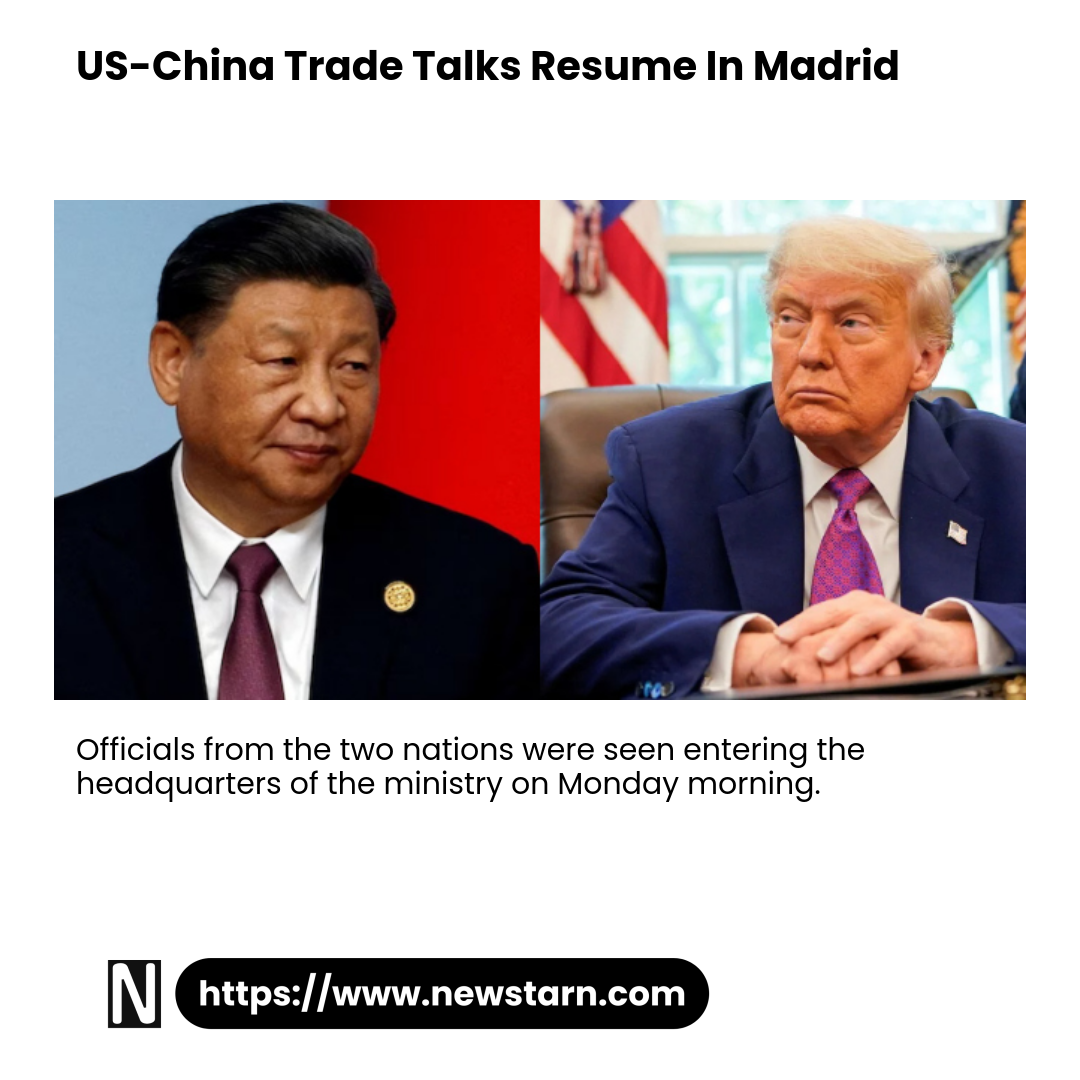 US-China Trade Talks Resume In Madrid
Officials from the two nations were seen entering the
headquarters of the ministry on Monday morning.
N
https://www.newstarn.com